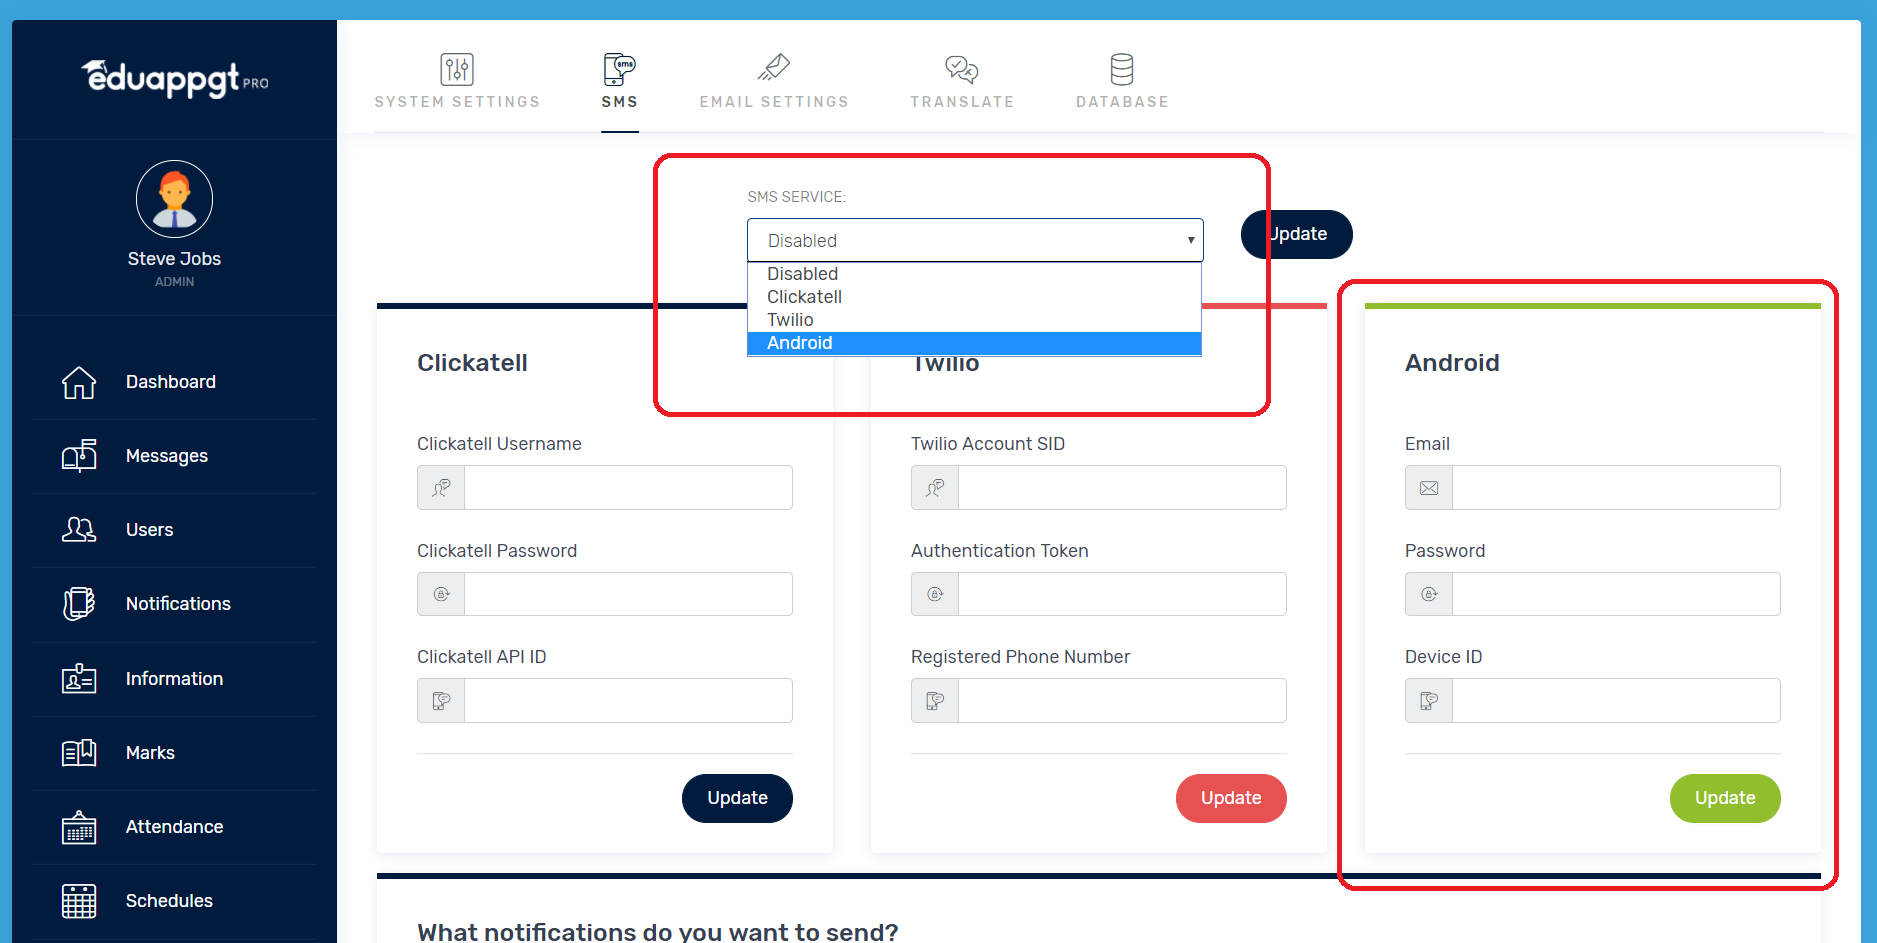 eduappgt PRO
Steve Jobs
ADMIN
Dashboard
Messages
Users
Notifications
Information
Marks
Attendance
Schedules
SYSTEM SETTINGS
sms
SMS
EMAIL SETTINGS
TRANSLATE
DATABASE
SMS SERVICE:
Disabled
Update
Disabled
Clickatell
Twilio
Android
Clickatell
Clickatell Username
Clickatell Password
Clickatell API ID
Update
Twilio
Twilio Account SID
Authentication Token
Registered Phone Number
Update
Android
Email
Password
Device ID
Update
What notifications do you want to send?